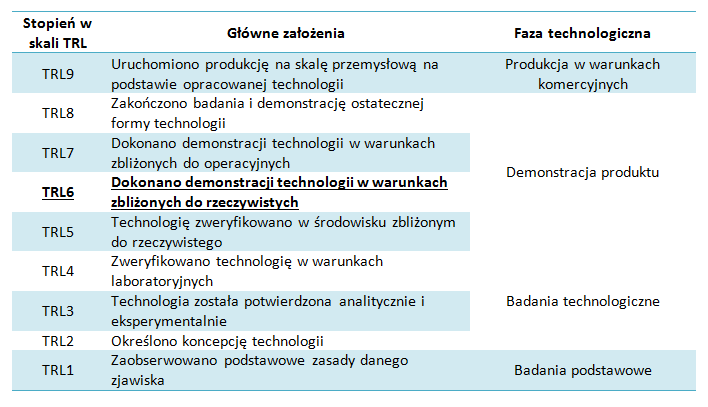 Stopień w
skali TRL
Główne założenia
Faza technologiczna
TRL9
Uruchomiono produkcję na skalę przemysłową na
podstawie opracowanej technologii
Produkcja w warunkach
komercyjnych
TRL8
Zakończono badania i demonstrację ostatecznej
formy technologii
TRL7
Dokonano demonstracji technologii w warunkach
zbliżonych do operacyjnych
Demonstracja produktu
TRL6
Dokonano demonstracji technologii w warunkach
zbliżonych do rzeczywistych
TRL5
Technologię zweryfikowano w środowisku zbliżonym
do rzeczywistego
TRL4
Zweryfikowano technologię w warunkach
laboratoryjnych
TRL3
Technologia została potwierdzona analitycznie i
eksperymentalnie
Badania technologiczne
TRL2
Określono koncepcję technologii
TRL1
Zaobserwowano podstawowe zasady danego
zjawiska
Badania podstawowe